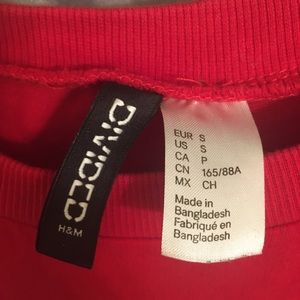 DIVIDED
H&M
EUR S
US S
CA P
CN 165/88A
MX CH
Made in
Bangladesh
Fabriqué en
Bangladesh